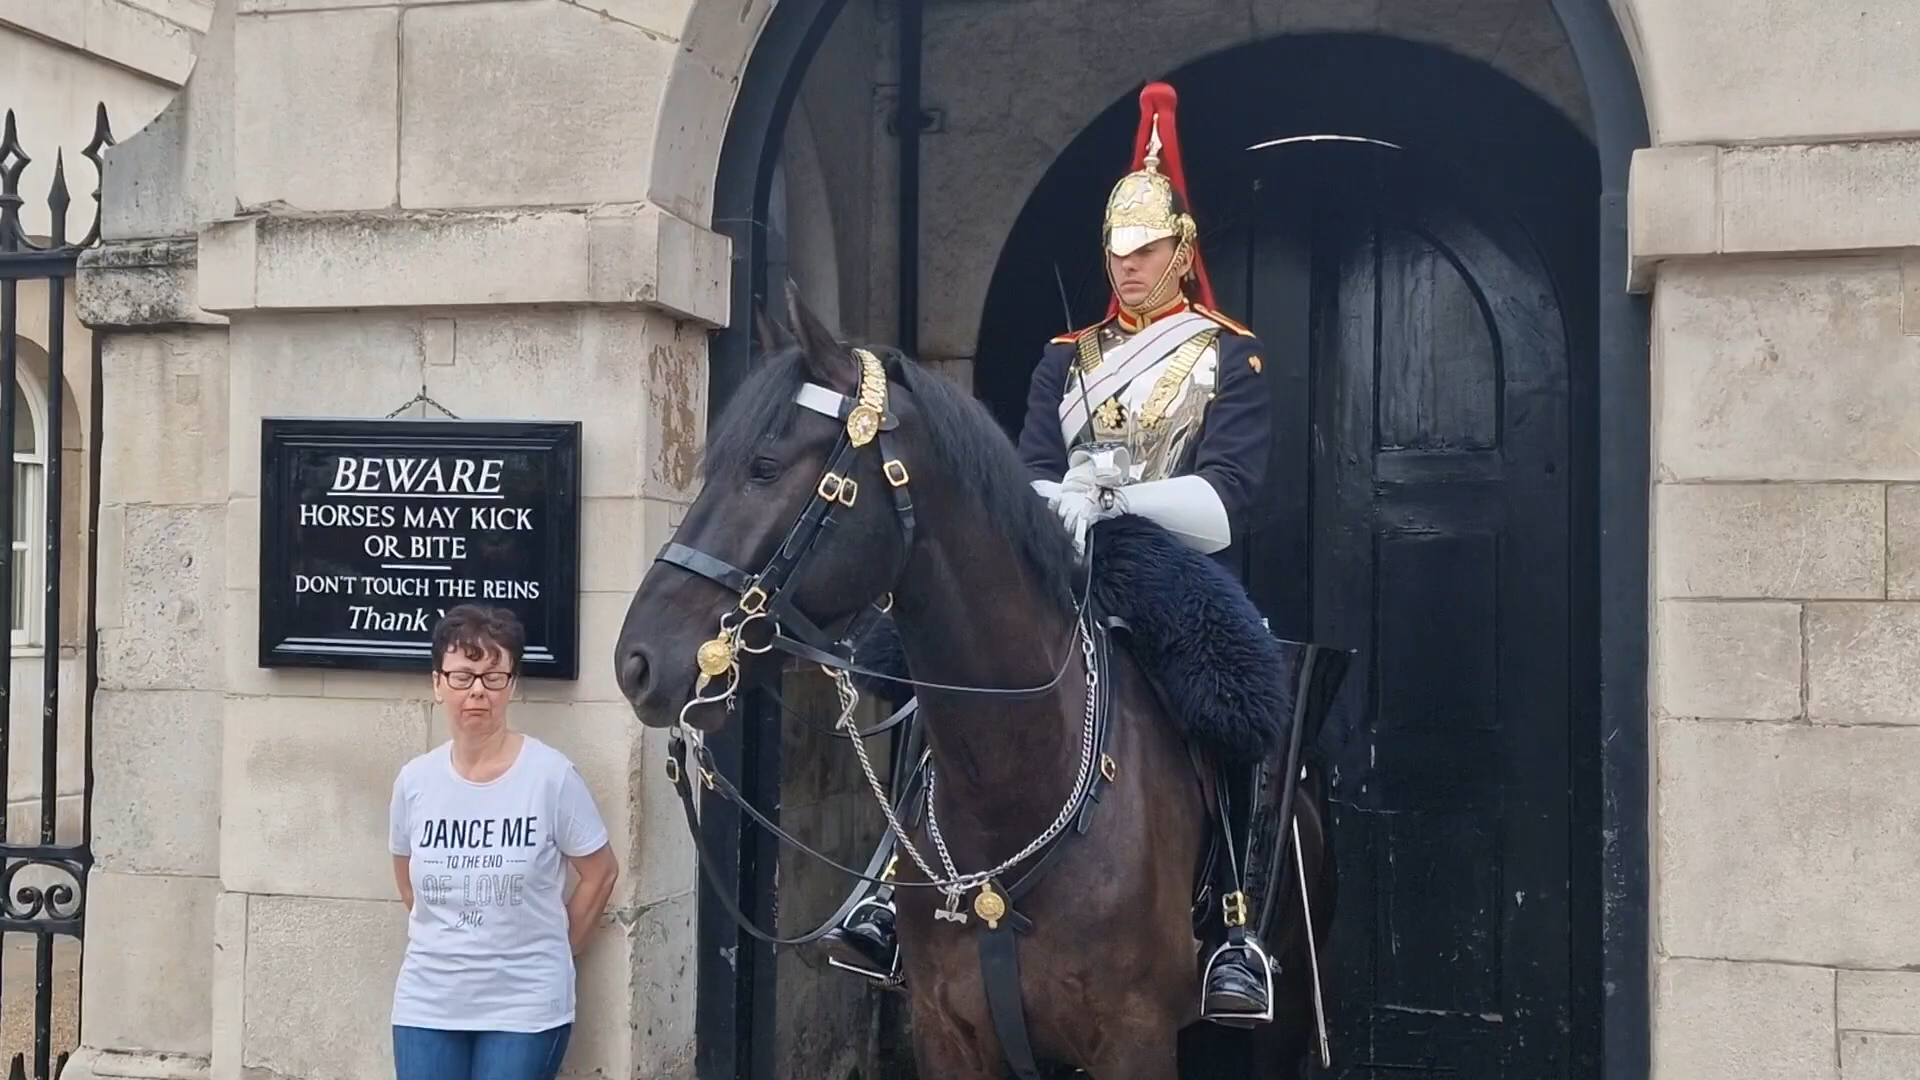 BEWARE
HORSES MAY KICK
OR BITE
DON'T TOUCH THE REINS
Thank
DANCE ME
TO THE END
OF LOVE